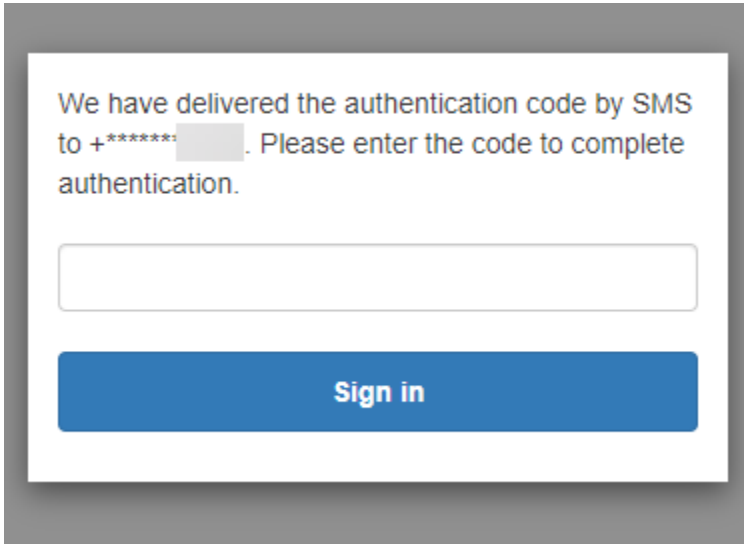 We have delivered the authentication code by SMS
to +*******. Please enter the code to complete
authentication.
Sign in